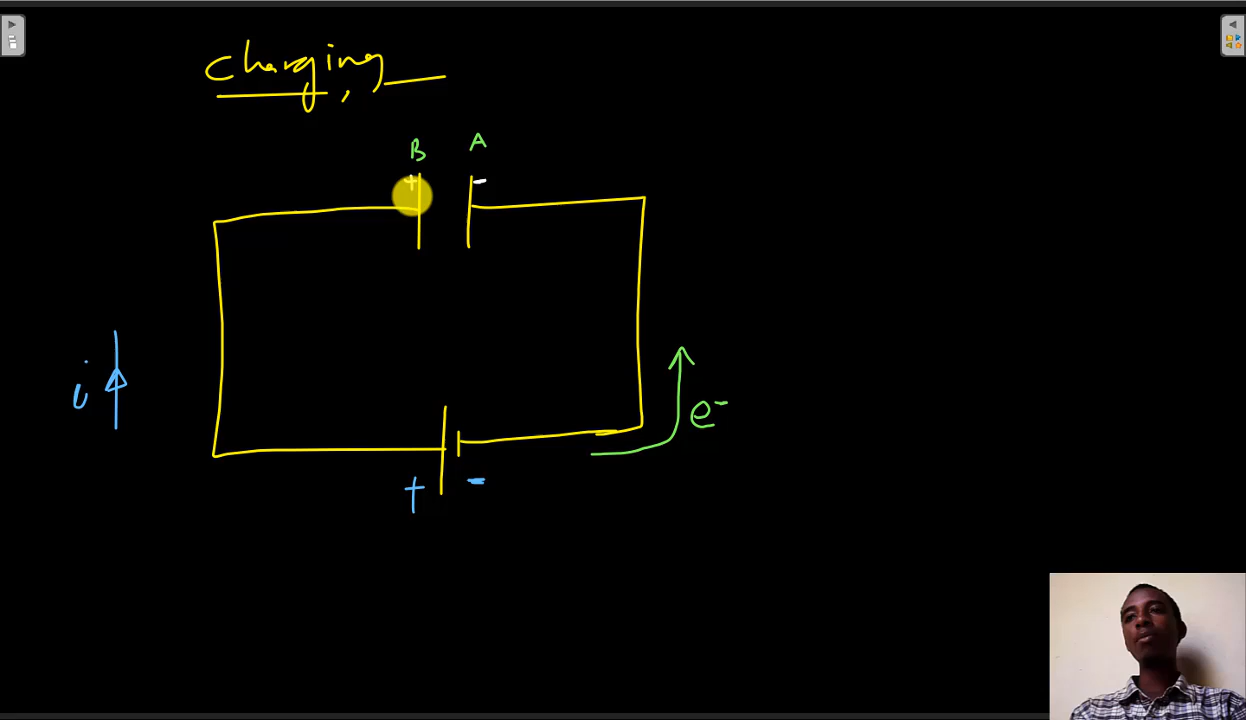 charging,
B A
+ -
i
e-
+ -